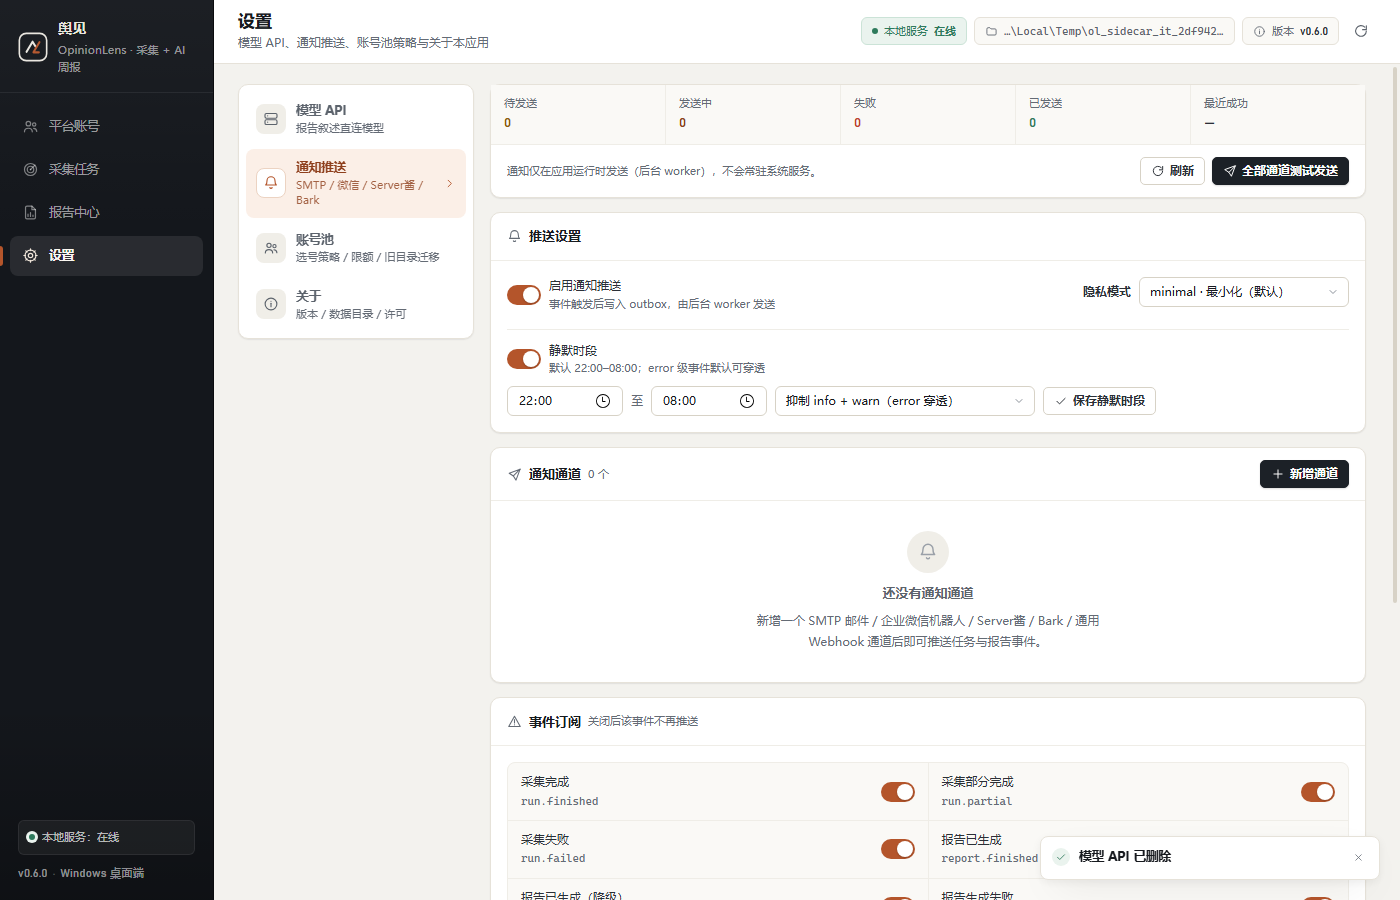 舆见
OpinionLens · 采集 + AI
周报
平台账号
采集任务
报告中心
设置
本地服务：在线
v0.6.0 · Windows 桌面端
设置
模型 API、通知推送、账号池策略与关于本应用
本地服务 在线
…\Local\Temp\ol_sidecar_it_2df942…
版本 v0.6.0
模型 API
报告叙述直连模型
通知推送
SMTP / 微信 / Server酱 /
Bark
账号池
选号策略 / 限额 / 旧目录迁移
关于
版本 / 数据目录 / 许可
待发送
0
发送中
0
失败
0
已发送
0
最近成功
—
通知仅在应用运行时发送（后台 worker），不会常驻系统服务。
刷新
全部通道测试发送
推送设置
启用通知推送
事件触发后写入 outbox，由后台 worker 发送
隐私模式
minimal · 最小化（默认）
静默时段
默认 22:00–08:00；error 级事件默认可穿透
22:00
至
08:00
抑制 info + warn（error 穿透）
保存静默时段
通知通道 0 个
新增通道
还没有通知通道
新增一个 SMTP 邮件 / 企业微信机器人 / Server酱 / Bark / 通用
Webhook 通道后即可推送任务与报告事件。
事件订阅 关闭后该事件不再推送
采集完成
run.finished
采集部分完成
run.partial
采集失败
run.failed
报告已生成
report.finished
报告已生成（降级）
报告生成失败
模型 API 已删除